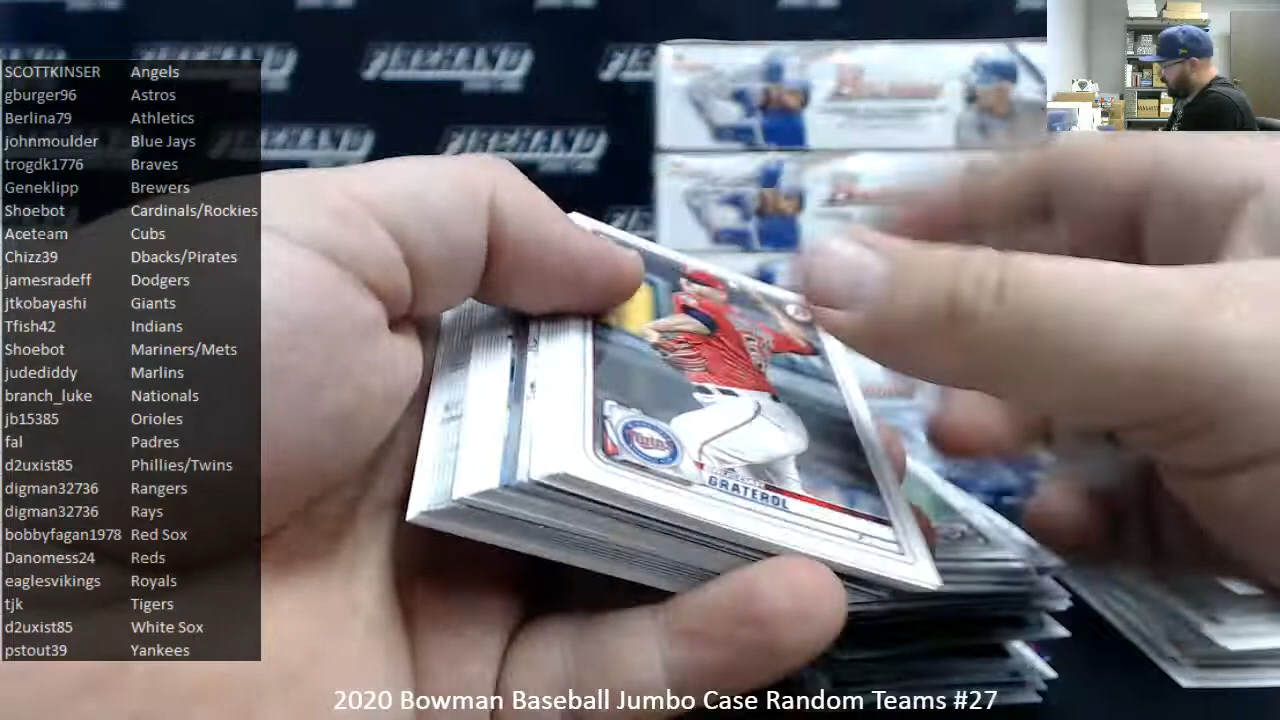 SCOTTKINSER Angels
gburger96 Astros
Berlina79 Athletics
johnmoulder Blue Jays
trogdk1776 Braves
Geneklipp Brewers
Shoebot Cardinals/Rockies
Aceteam Cubs
Chizz39 Dbacks/Pirates
jamesradeff Dodgers
jtkobayashi Giants
Tfish42 Indians
Shoebot Mariners/Mets
judediddy Marlins
branch_luke Nationals
jb15385 Orioles
fal Padres
d2uxist85 Phillies/Twins
digman32736 Rangers
digman32736 Rays
bobbyfagan1978 Red Sox
Danomess24 Reds
eaglesvikings Royals
tjk Tigers
d2uxist85 White Sox
pstout39 Yankees
FIREHAND
FIREHAND
Bowman
Twins
GRATEROL
2020 Bowman Baseball Jumbo Case Random Teams #27